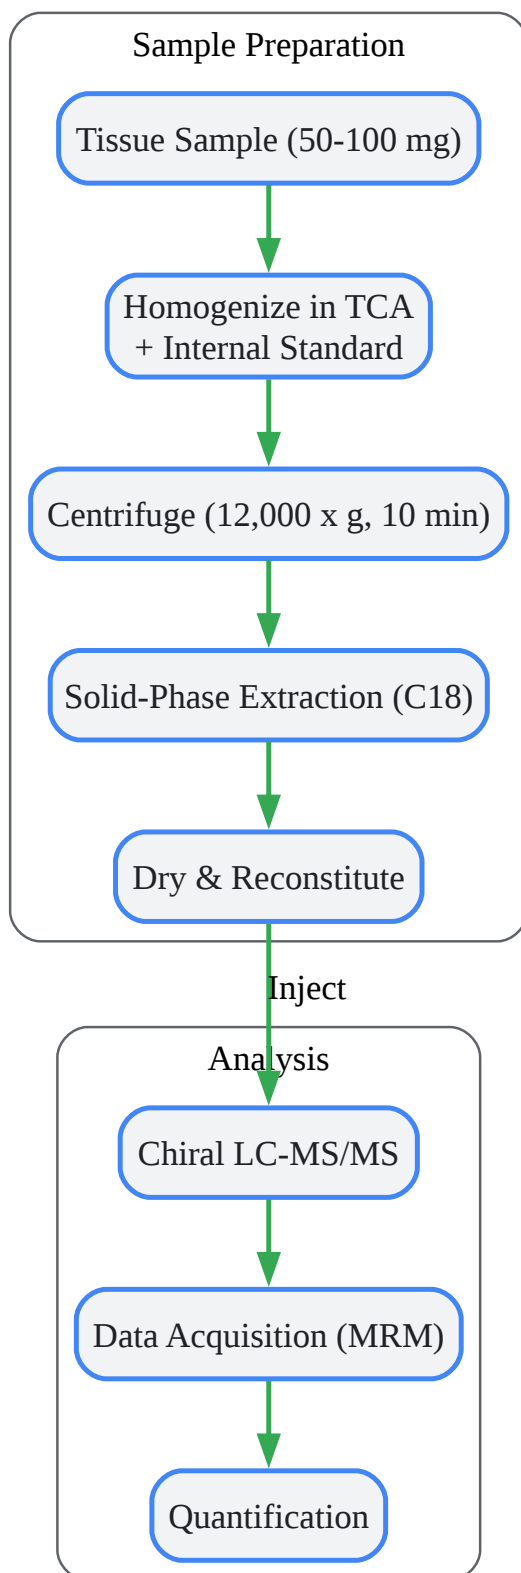 Sample Preparation
Tissue Sample (50-100 mg)
Homogenize in TCA
+ Internal Standard
Centrifuge (12,000 x g, 10 min)
Solid-Phase Extraction (C18)
Dry & Reconstitute
Inject
Analysis
Chiral LC-MS/MS
Data Acquisition (MRM)
Quantification